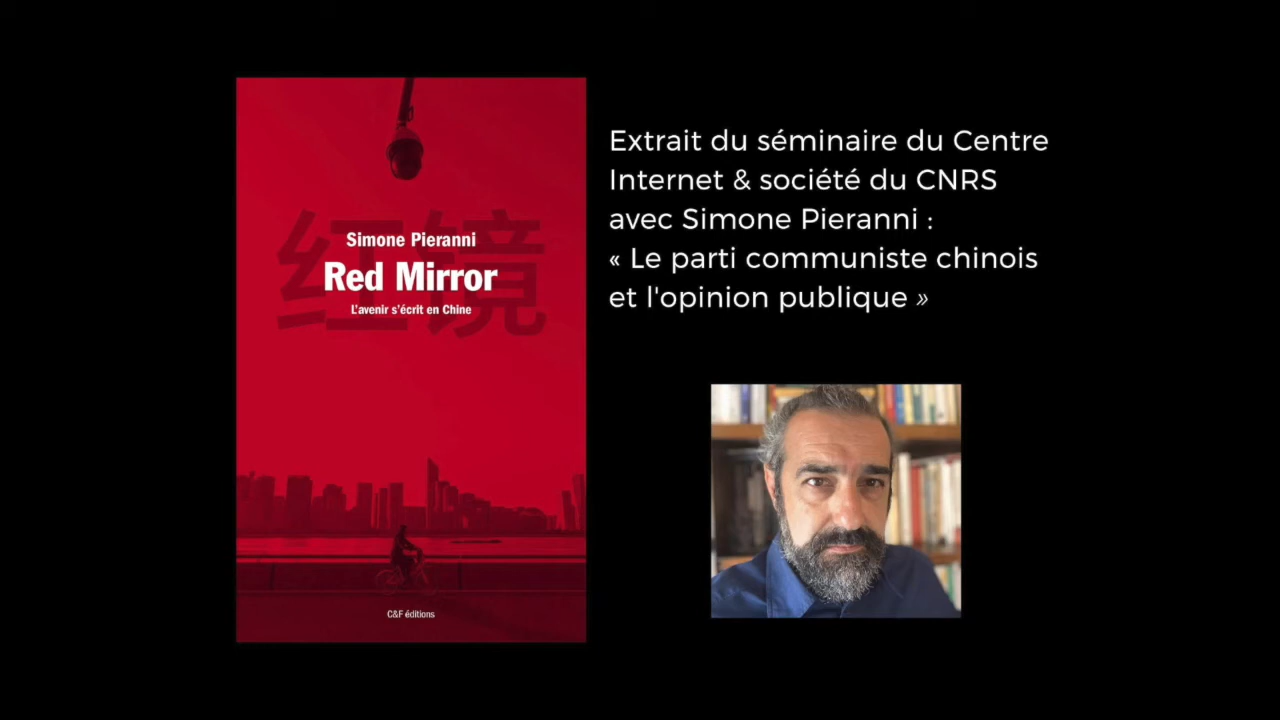 红镜
Simone Pieranni
Red Mirror
L'avenir s'écrit en Chine
C&F éditions
Extrait du séminaire du Centre
Internet & société du CNRS
avec Simone Pieranni :
« Le parti communiste chinois
et l'opinion publique »